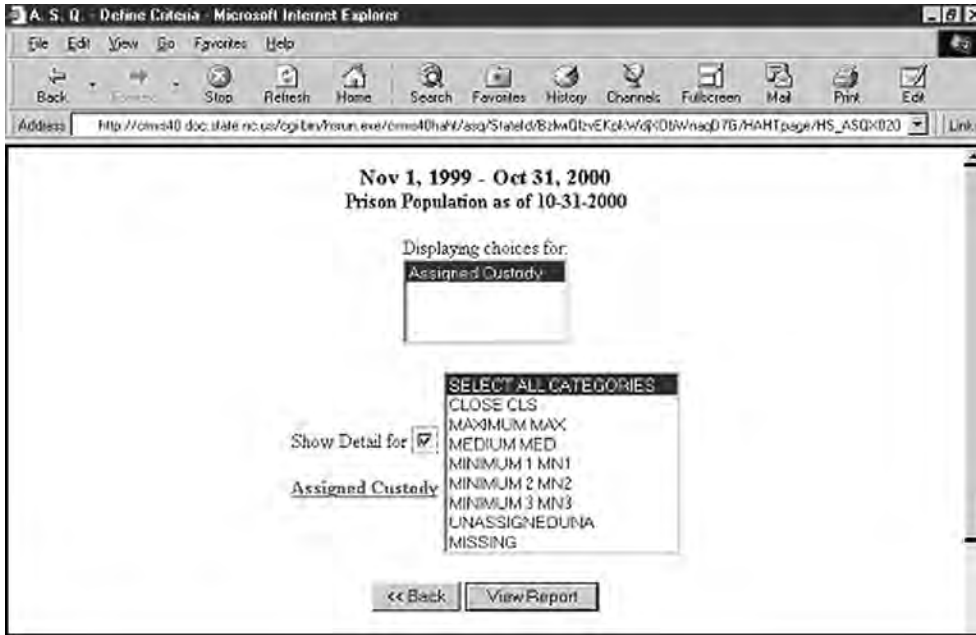 A. S. Q. - Define Criteria - Microsoft Internet Explorer
File Edit View Go Favorites Help
Back Forward Stop Refresh Home Search Favorites History Channels Fullscreen Mail Print Edit
Address Link
Nov 1, 1999 - Oct 31, 2000
Prison Population as of 10-31-2000
Displaying choices for:
Assigned Custody
SELECT ALL CATEGORIES
CLOSE CLS
MAXIMUM MAX
Show Detail for
MEDIUM MED
MINIMUM 1 MN1
Assigned Custody
MINIMUM 2 MN2
MINIMUM 3 MN3
UNASSIGNEDUNA
MISSING
<< Back View Report